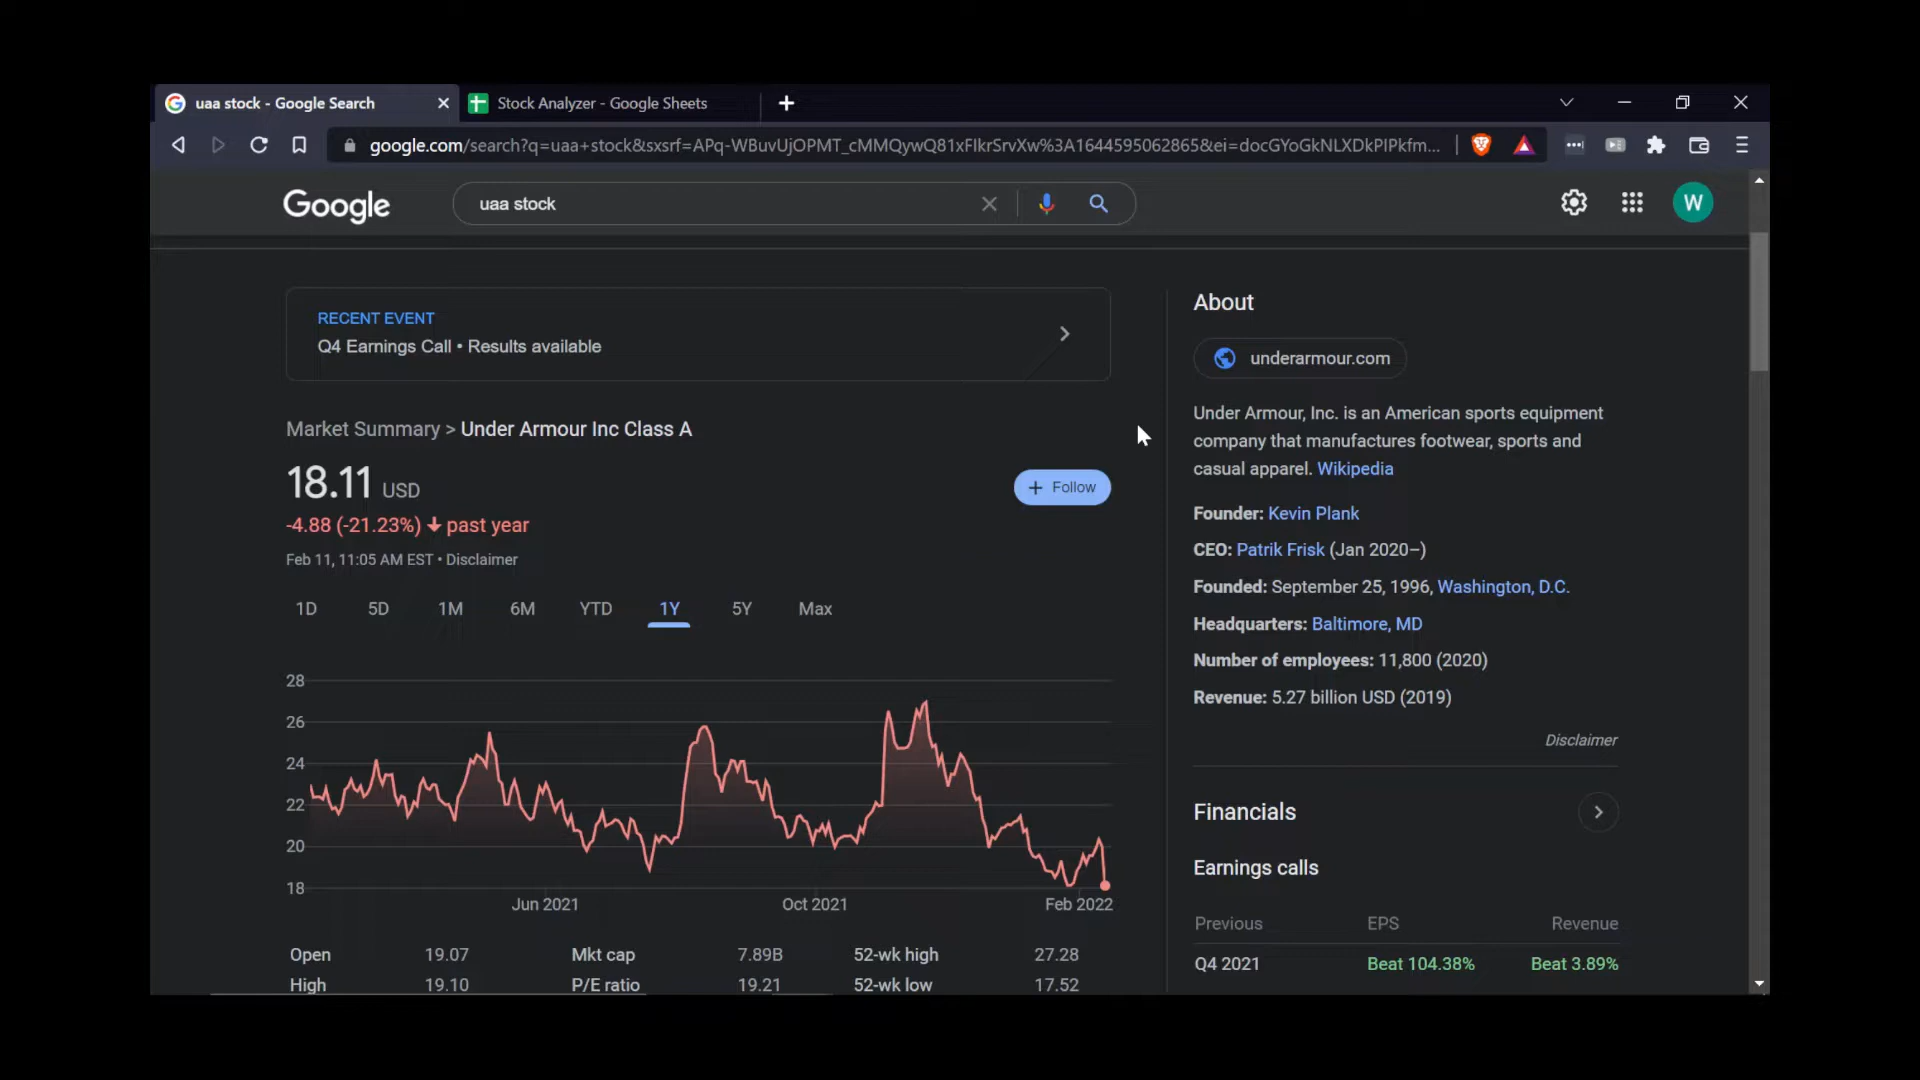 uaa stock - Google Search
Stock Analyzer - Google Sheets
google.com/search?q=uaa+stock&sxsrf=APq-WBuvUjOPMT_cMMQywQ81xFIkrSrvXw%3A1644595062865&ei=docGYoGkNLXDkPIPkfm...
Google
uaa stock
W
RECENT EVENT
Q4 Earnings Call • Results available
Market Summary > Under Armour Inc Class A
18.11 USD
-4.88 (-21.23%) ↓ past year
Feb 11, 11:05 AM EST • Disclaimer
+ Follow
1D 5D 1M 6M YTD 1Y 5Y Max
28
26
24
22
20
18
Jun 2021 Oct 2021 Feb 2022
Open 19.07 Mkt cap 7.89B 52-wk high 27.28
High 19.10 P/E ratio 19.21 52-wk low 17.52
About
underarmour.com
Under Armour, Inc. is an American sports equipment
company that manufactures footwear, sports and
casual apparel. Wikipedia
Founder: Kevin Plank
CEO: Patrik Frisk (Jan 2020–)
Founded: September 25, 1996, Washington, D.C.
Headquarters: Baltimore, MD
Number of employees: 11,800 (2020)
Revenue: 5.27 billion USD (2019)
Disclaimer
Financials
Earnings calls
Previous EPS Revenue
Q4 2021 Beat 104.38% Beat 3.89%